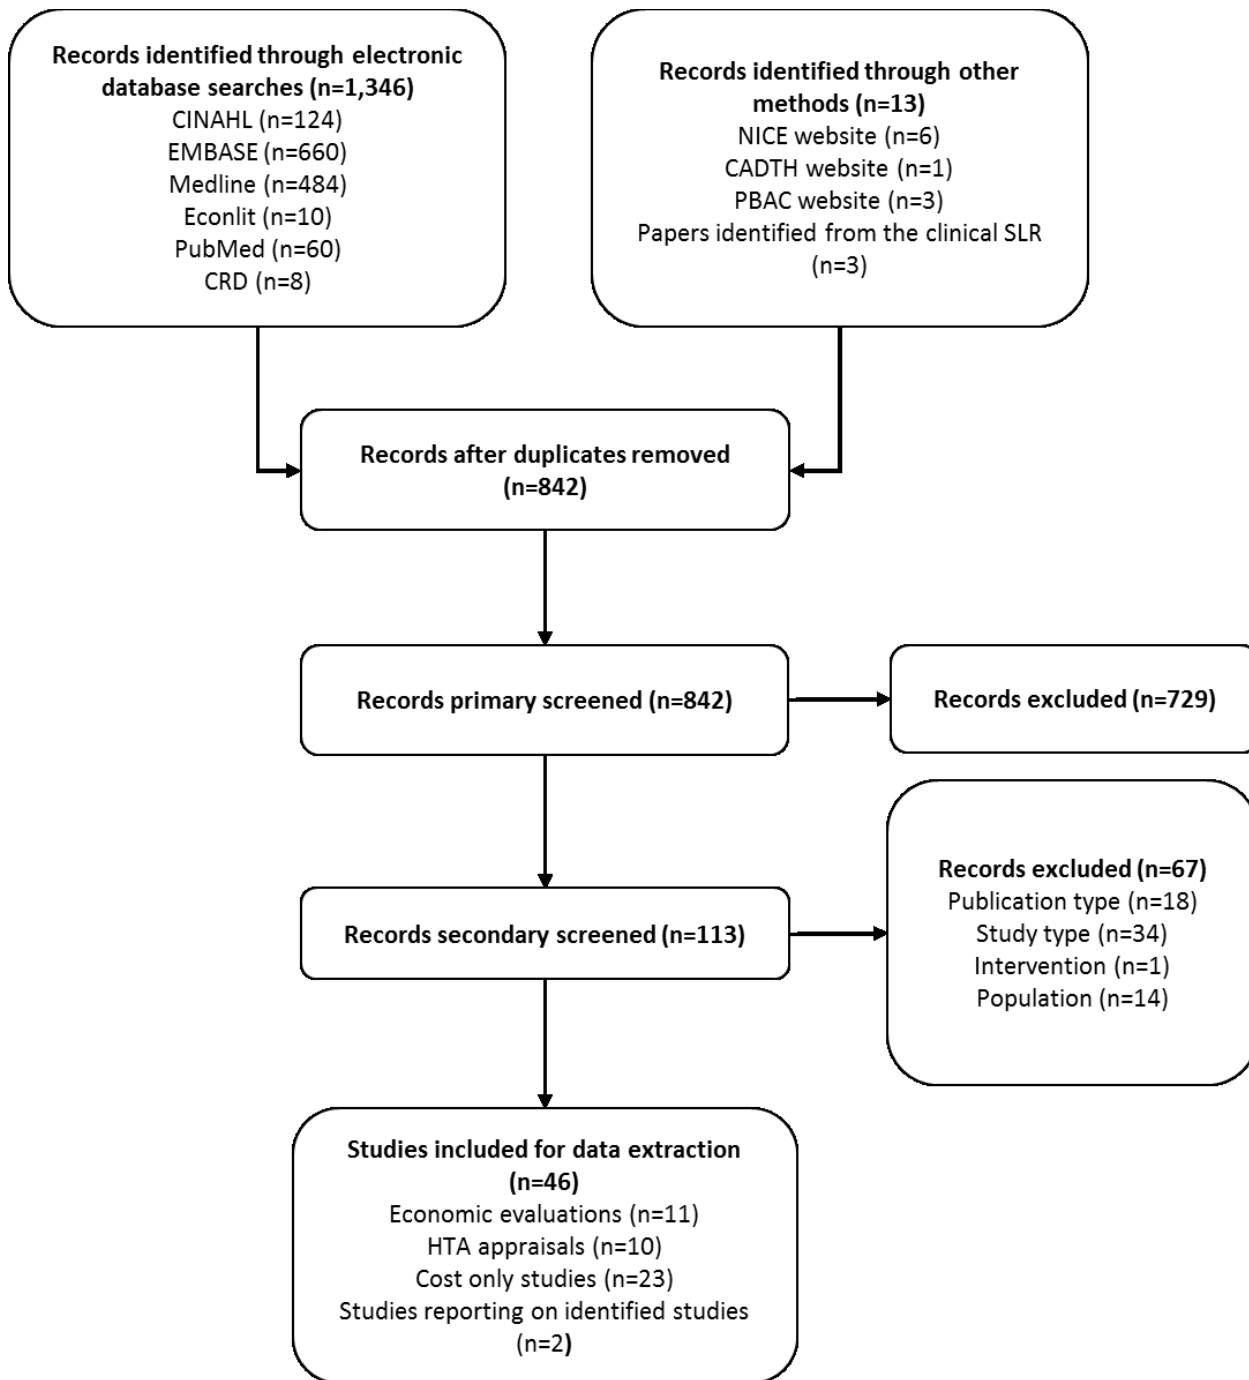 Records identified through electronic
database searches (n=1,346)
CINAHL (n=124)
EMBASE (n=660)
Medline (n=484)
Econlit (n=10)
PubMed (n=60)
CRD (n=8)
Records identified through other
methods (n=13)
NICE website (n=6)
CADTH website (n=1)
PBAC website (n=3)
Papers identified from the clinical SLR
(n=3)
Records after duplicates removed
(n=842)
Records primary screened (n=842)
Records excluded (n=729)
Records secondary screened (n=113)
Records excluded (n=67)
Publication type (n=18)
Study type (n=34)
Intervention (n=1)
Population (n=14)
Studies included for data extraction
(n=46)
Economic evaluations (n=11)
HTA appraisals (n=10)
Cost only studies (n=23)
Studies reporting on identified studies
(n=2)